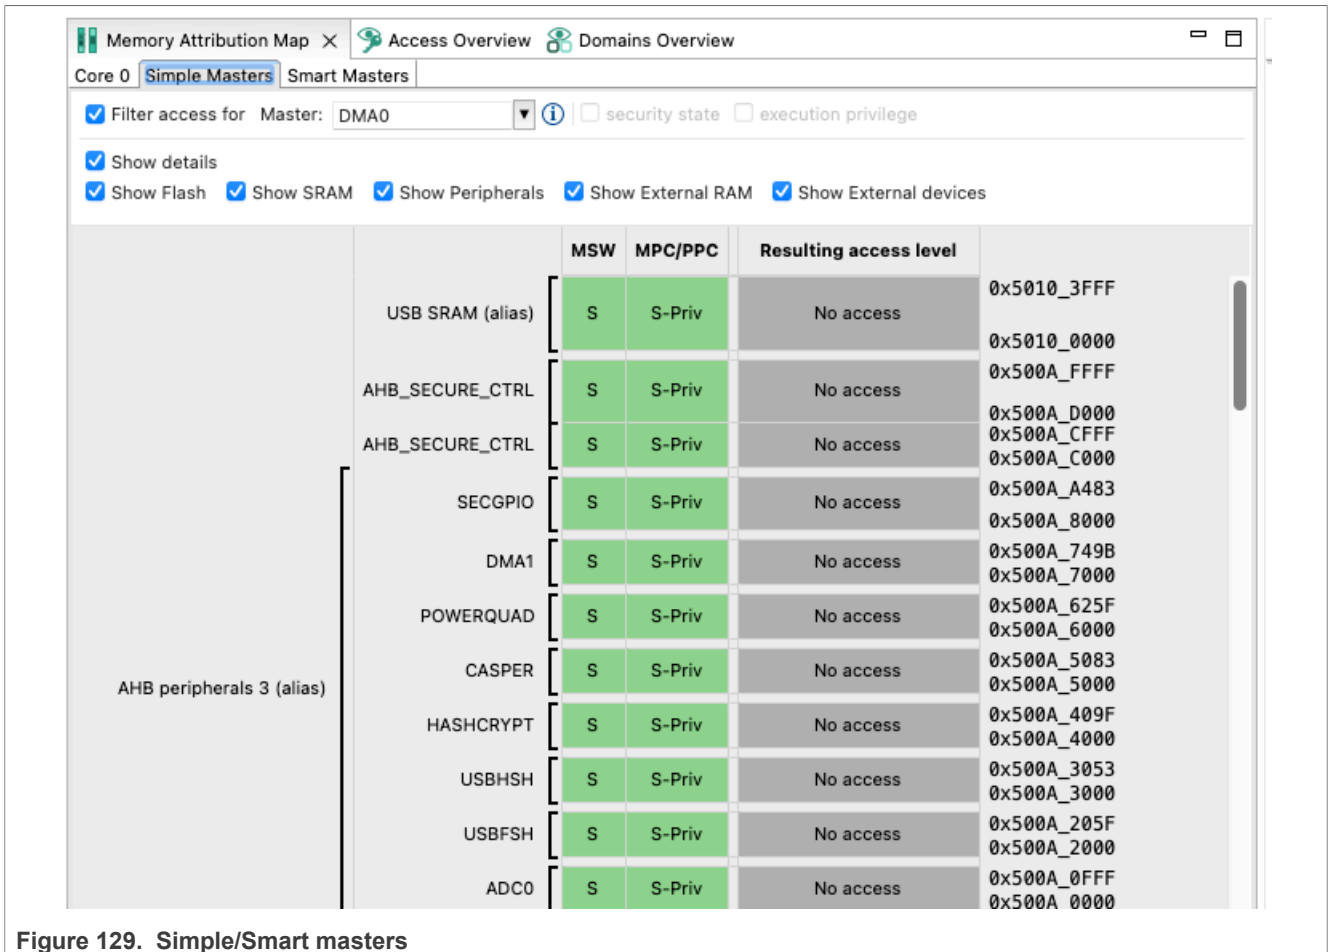 Memory Attribution Map Access Overview Domains Overview
Core 0 Simple Masters Smart Masters
Filter access for Master: DMA0 security state execution privilege
Show details
Show Flash Show SRAM Show Peripherals Show External RAM Show External devices
MSW MPC/PPC Resulting access level
0x5010_3FFF
USB SRAM (alias) S S-Priv No access
0x5010_0000
0x500A_FFFF
AHB_SECURE_CTRL S S-Priv No access
0x500A_D000
0x500A_CFFF
AHB_SECURE_CTRL S S-Priv No access
0x500A_C000
0x500A_A483
SECGPIO S S-Priv No access
0x500A_8000
0x500A_749B
DMA1 S S-Priv No access
0x500A_7000
0x500A_625F
POWERQUAD S S-Priv No access
0x500A_6000
0x500A_5083
CASPER S S-Priv No access
0x500A_5000
AHB peripherals 3 (alias)
0x500A_409F
HASHCRYPT S S-Priv No access
0x500A_4000
0x500A_3053
USBHSH S S-Priv No access
0x500A_3000
0x500A_205F
USBFSH S S-Priv No access
0x500A_2000
0x500A_0FFF
ADC0 S S-Priv No access
0x500A_0000
Figure 129. Simple/Smart masters